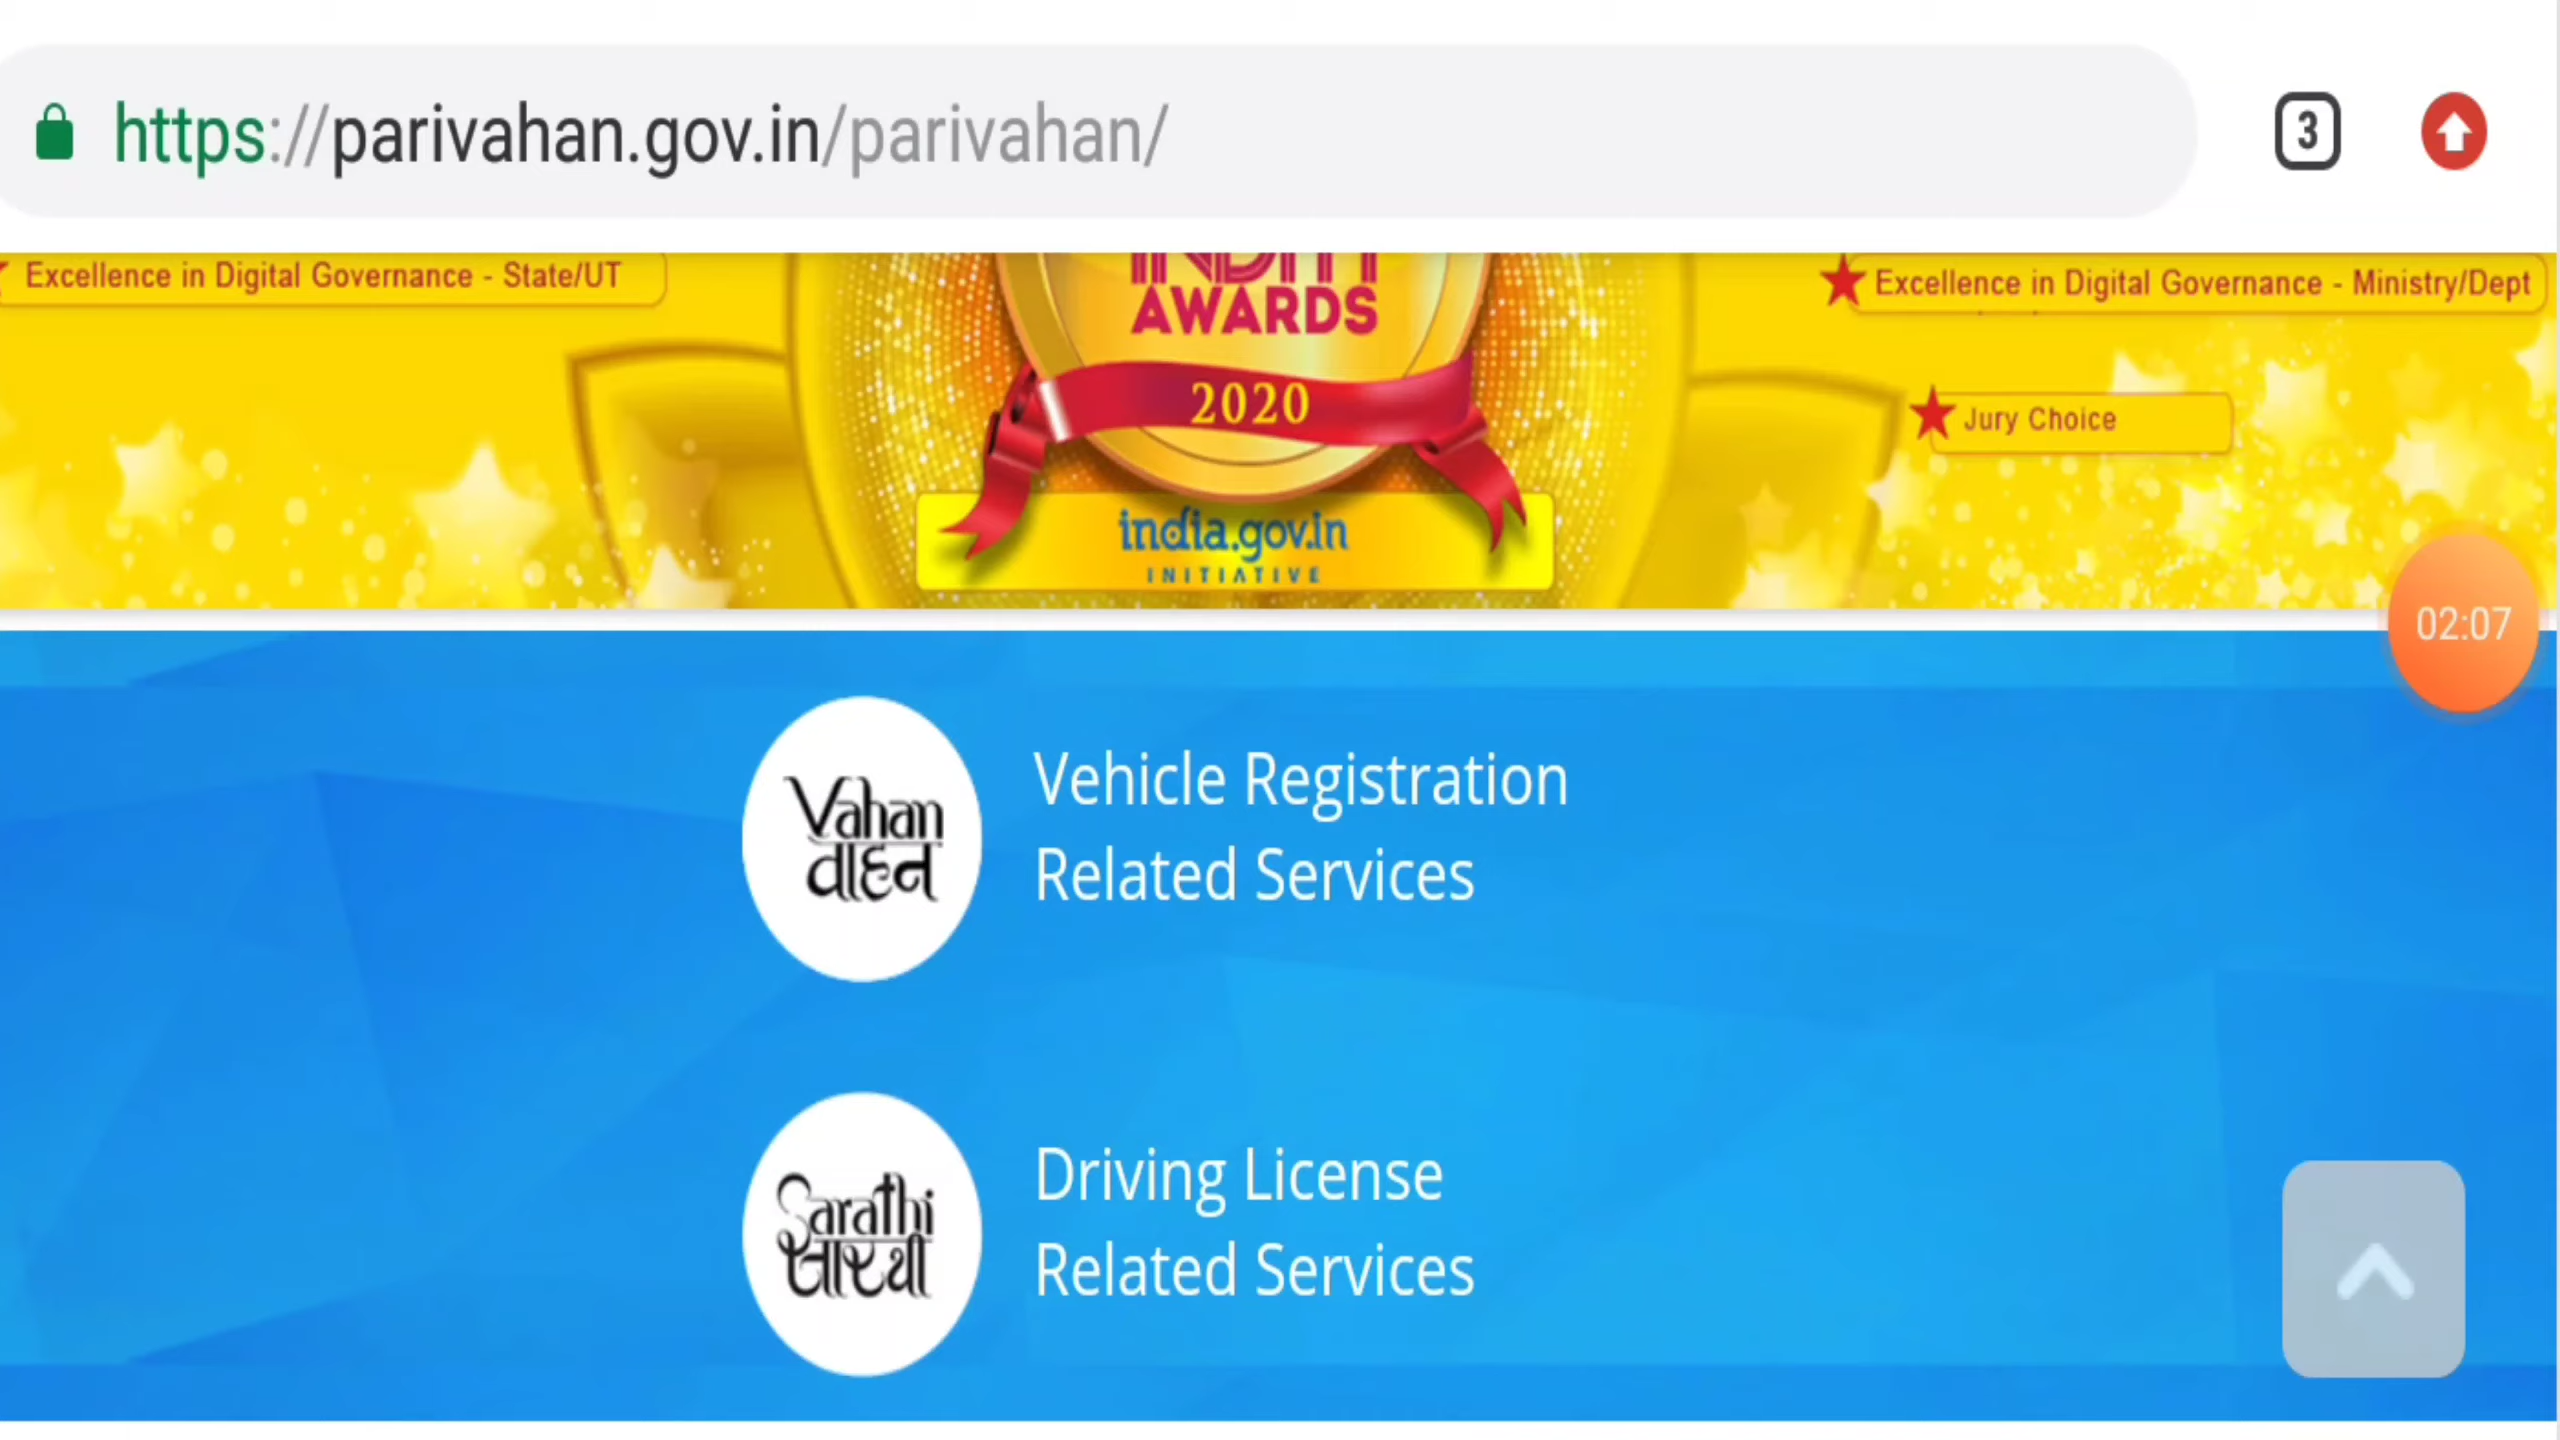 https://parivahan.gov.in/parivahan/
3
Excellence in Digital Governance - State/UT
AWARDS
2020
india.gov.in
INITIATIVE
Excellence in Digital Governance - Ministry/Dept
Jury Choice
02:07
Vahan
वाहन
Vehicle Registration
Related Services
Sarathi
सारथी
Driving License
Related Services